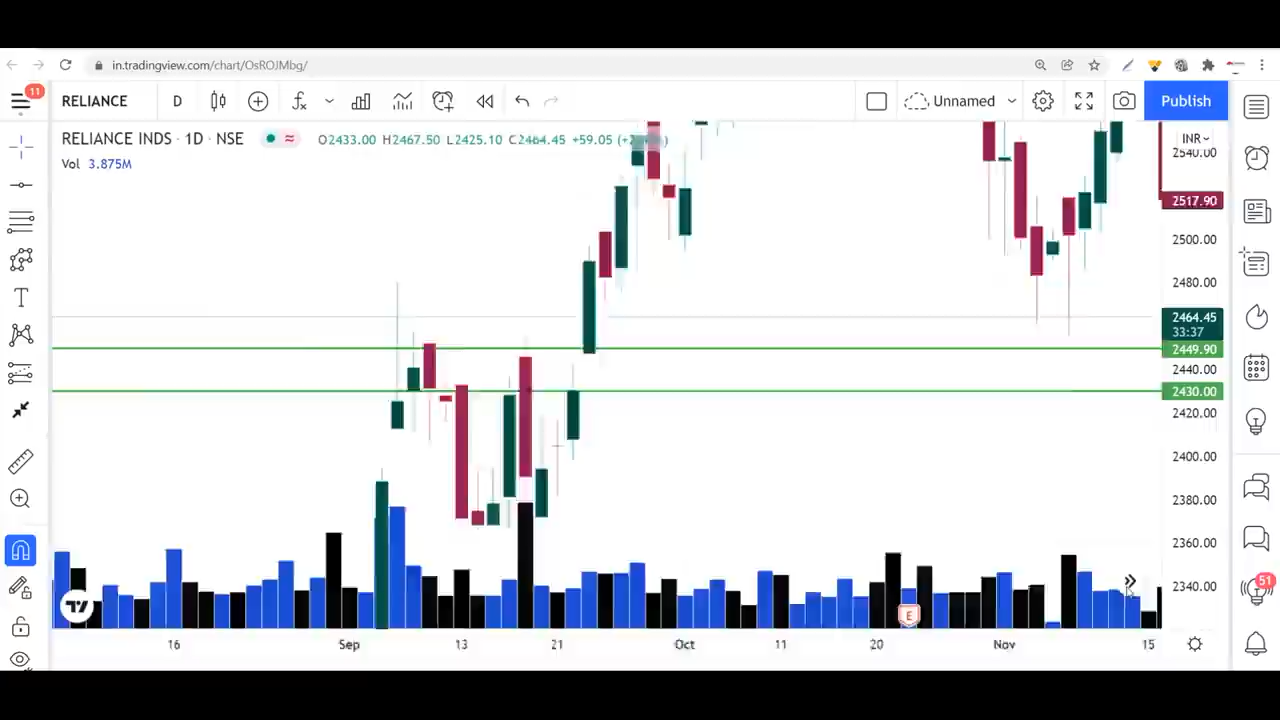 11
in.tradingview.com/chart/OsROJMbg/
RELIANCE D Unnamed Publish
RELIANCE INDS · 1D · NSE O2433.00 H2467.50 L2425.10 C2464.45 +59.05
Vol 3.875M
INR
2540.00
2517.90
2500.00
2480.00
2464.45
33:37
2449.90
2440.00
2430.00
2420.00
2400.00
2380.00
2360.00
2340.00
51
E
16 Sep 13 21 Oct 11 20 Nov 15